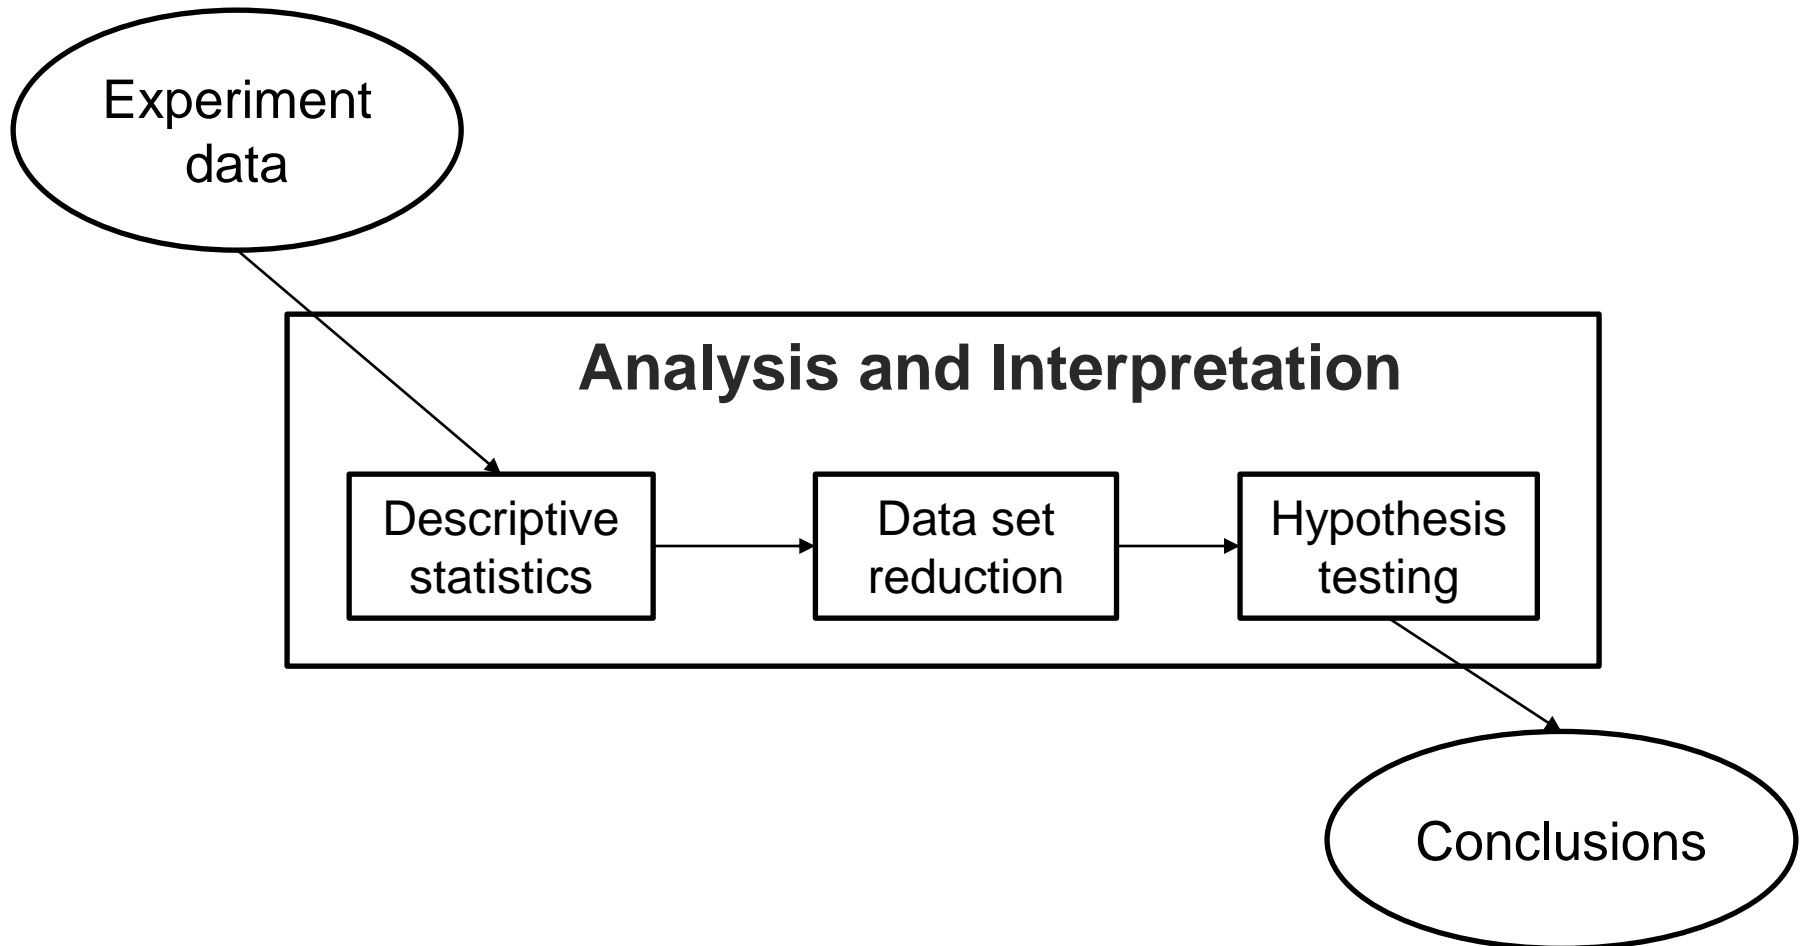 Experiment
data
Analysis and Interpretation
Descriptive
statistics
Data set
reduction
Hypothesis
testing
Conclusions